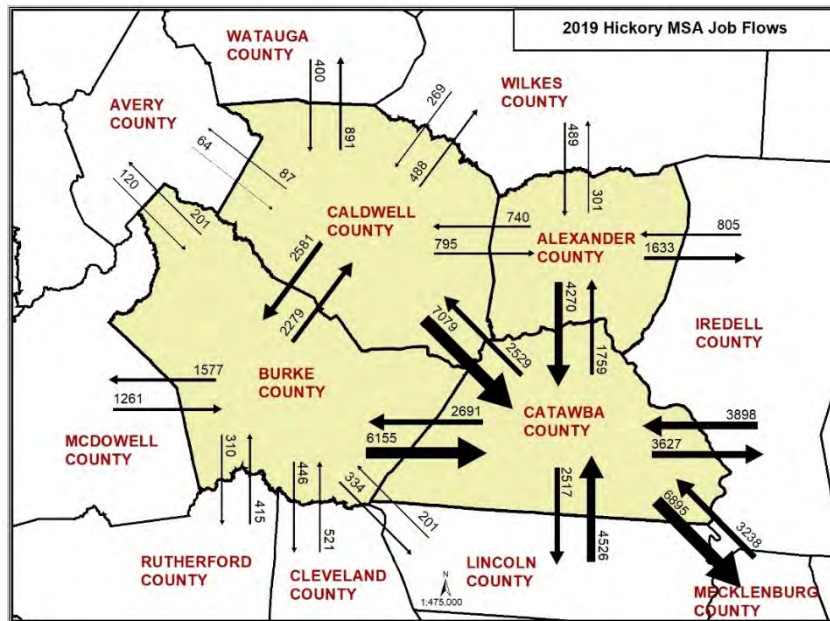 2019 Hickory MSA Job Flows
WATAUGA
COUNTY
WILKES
COUNTY
AVERY
COUNTY
400
891
269
488
489
301
64
87
120
201
CALDWELL
COUNTY
740
795
ALEXANDER
COUNTY
805
1633
2581
2279
4270
1759
7079
2529
IREDELL
COUNTY
BURKE
COUNTY
1577
1261
2691
6155
CATAWBA
COUNTY
3898
3627
MCDOWELL
COUNTY
310
415
446
521
334
201
2517
4526
6895
3238
RUTHERFORD
COUNTY
CLEVELAND
COUNTY
N
1:475,000
LINCOLN
COUNTY
MECKLENBURG
COUNTY